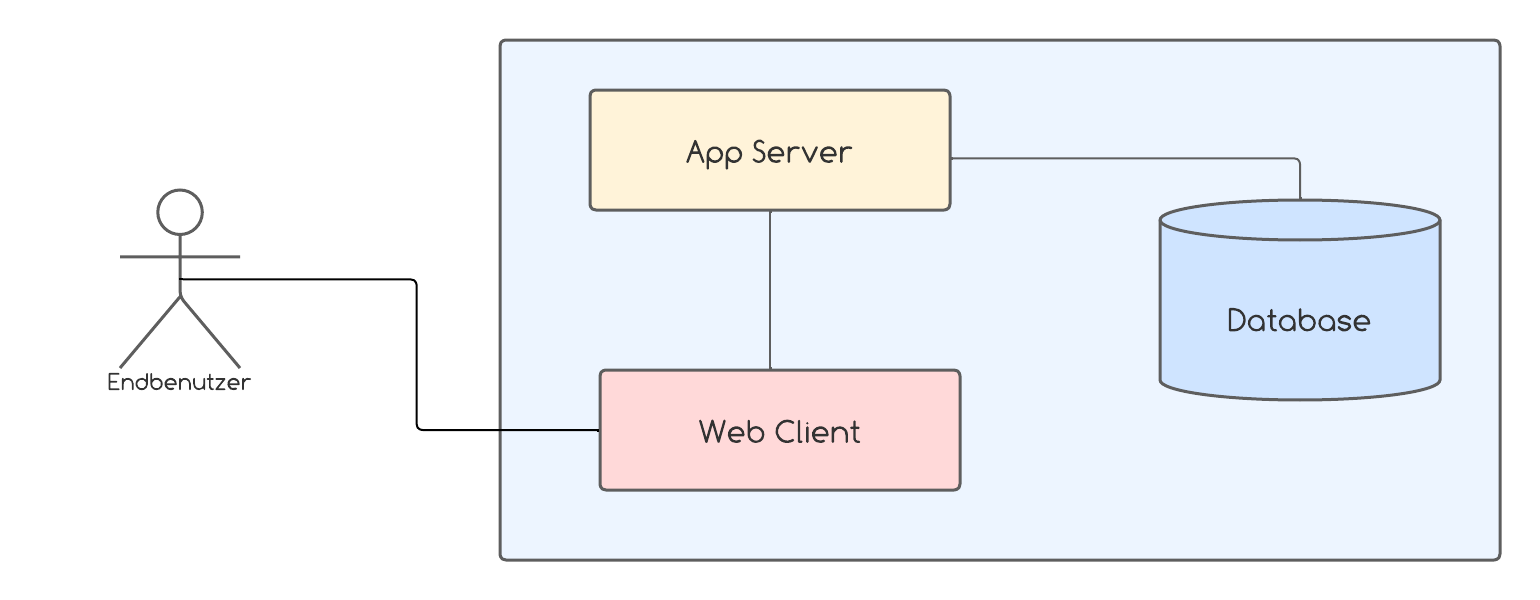 App Server
Database
Endbenutzer
Web Client